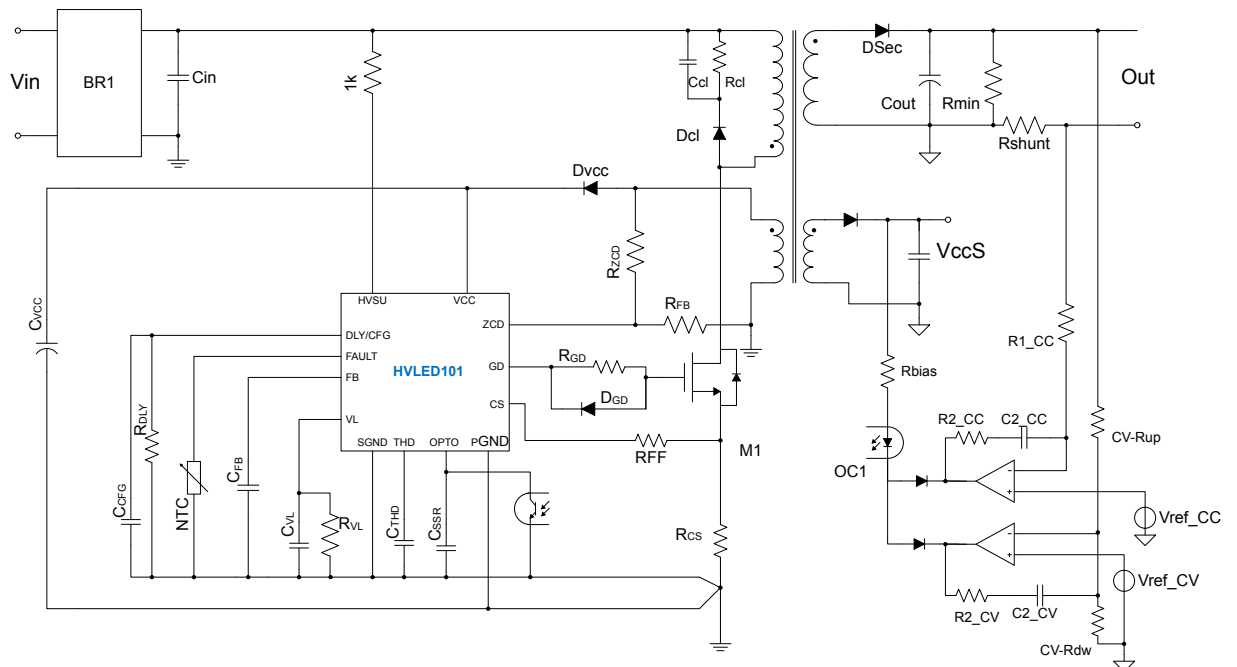 Vin
BR1
Cin
1k
Ccl
Rcl
Dcl
DSec
Cout
Rmin
Out
Rshunt
Dvcc
CVCC
RZCD
VccS
HVSU
VCC
ZCD
RFB
DLY/CFG
FAULT
FB
VL
HVLED101
GD
CS
RGD
DGD
R1_CC
Rbias
SGND
THD
OPTO
PGND
RFF
M1
OC1
R2_CC
C2_CC
CV-Rup
RDLY
CCFG
NTC
CFB
CVL
RVL
CTHD
CSSR
RCS
Vref_CC
Vref_CV
R2_CV
C2_CV
CV-Rdw